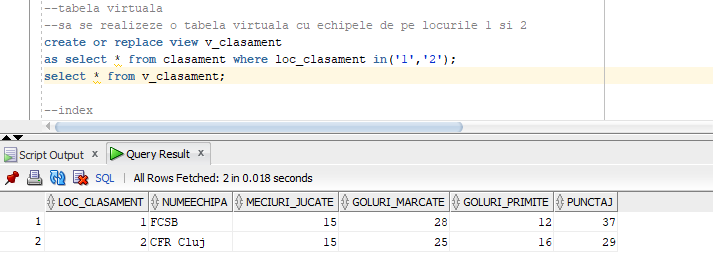 --tabela virtuala
--sa se realizeze o tabela virtuala cu echipele de pe locurile 1 si 2
create or replace view v_clasament
as select * from clasament where loc_clasament in('1','2');
select * from v_clasament;
--index
Script Output x Query Result x
SQL | All Rows Fetched: 2 in 0.018 seconds
LOC_CLASAMENT NUMEECHIPA MECIURI_JUCATE GOLURI_MARCATE GOLURI_PRIMITE PUNCTAJ
1 1 FCSB 15 28 12 37
2 2 CFR Cluj 15 25 16 29